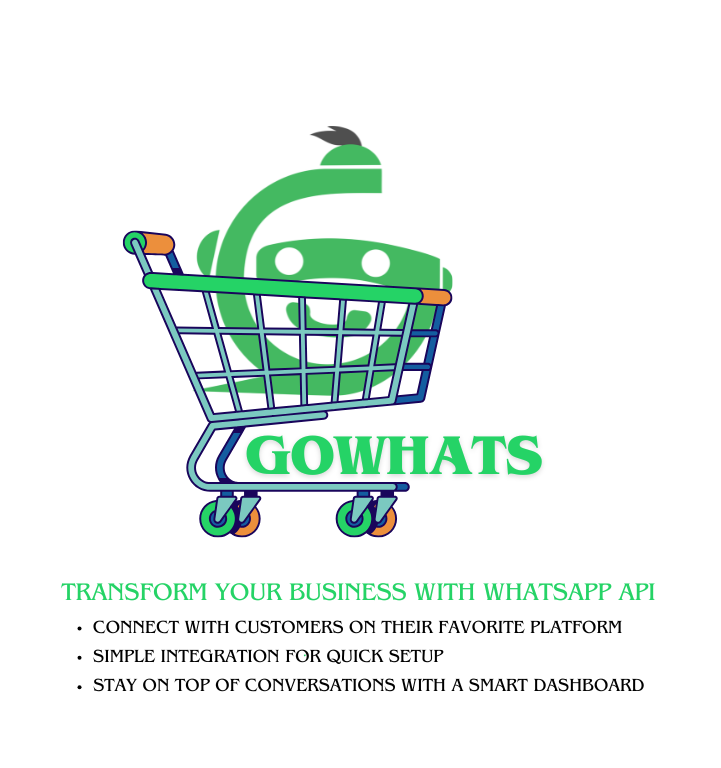 GOWHATS
TRANSFORM YOUR BUSINESS WITH WHATSAPP API
• CONNECT WITH CUSTOMERS ON THEIR FAVORITE PLATFORM
• SIMPLE INTEGRATION FOR QUICK SETUP
• STAY ON TOP OF CONVERSATIONS WITH A SMART DASHBOARD